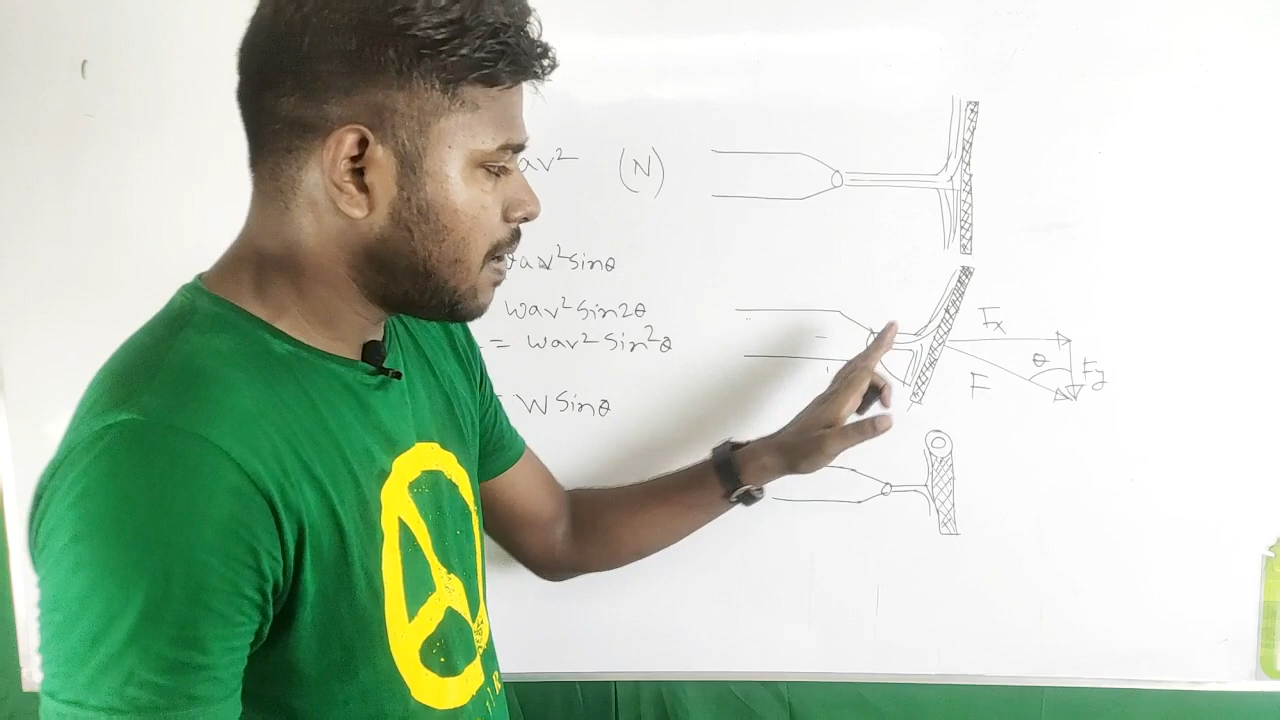 av² (N)
av² sinθ
wav² sin2θ
= wav² sin²θ
= W sinθ
Fx
θ
Fy
F